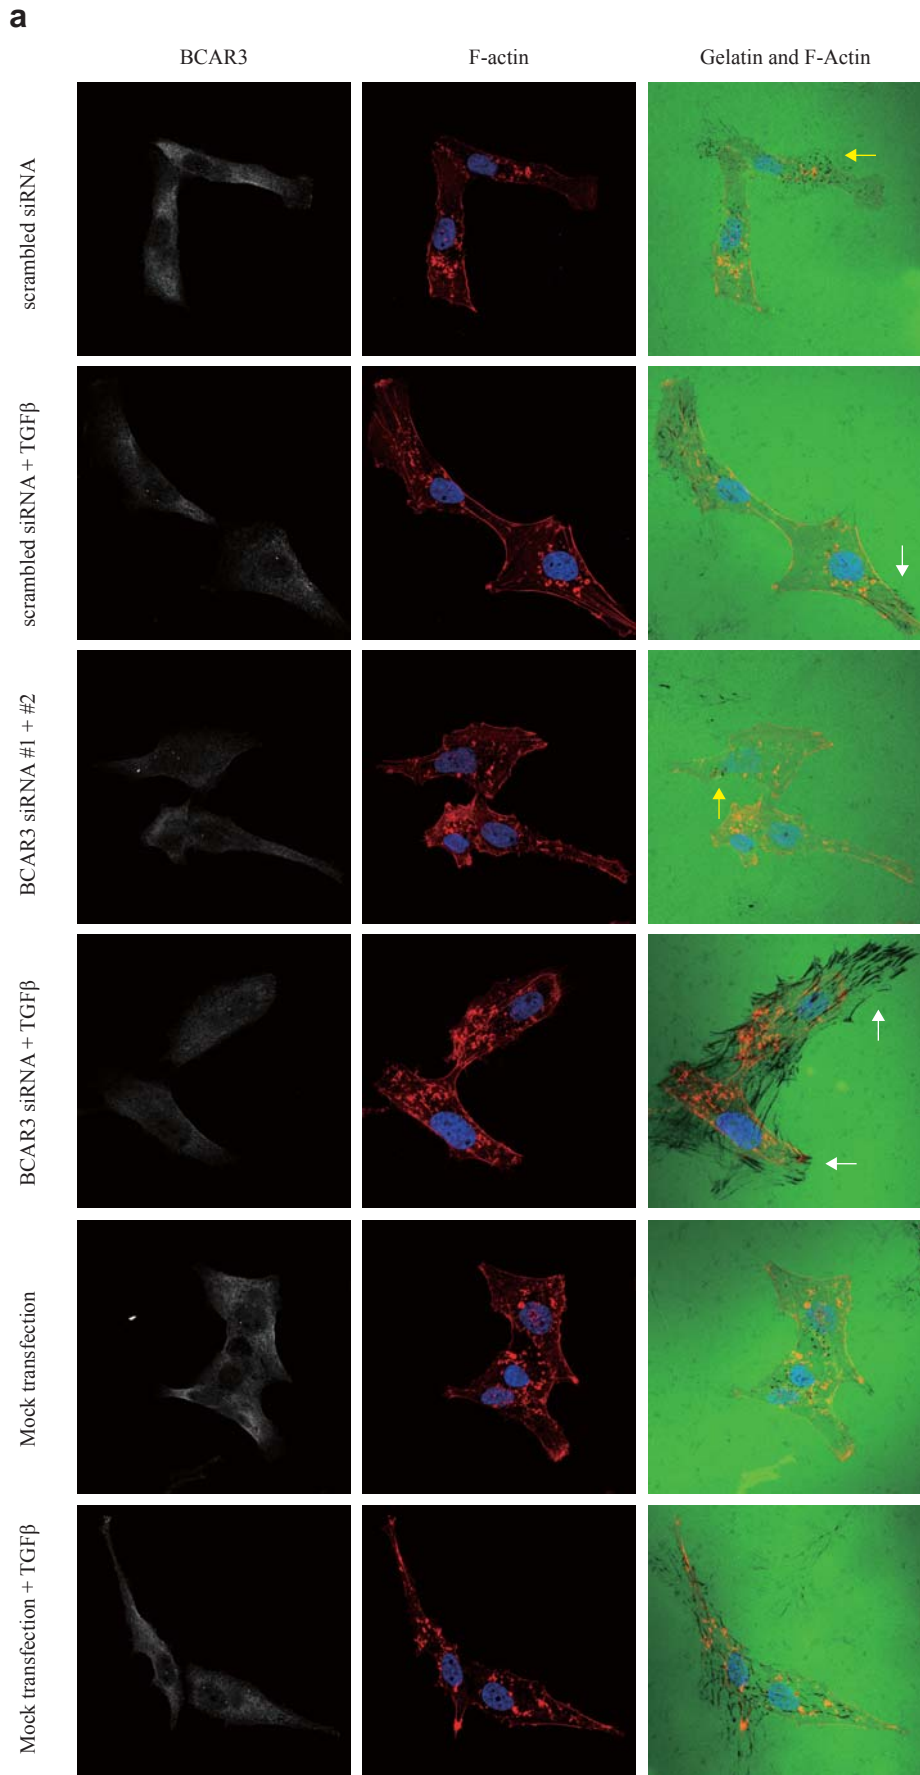 a
BCAR3
F-actin
Gelatin and F-Actin
scrambled siRNA
scrambled siRNA + TGFβ
BCAR3 siRNA #1 + #2
BCAR3 siRNA + TGFβ
Mock transfection
Mock transfection + TGFβ